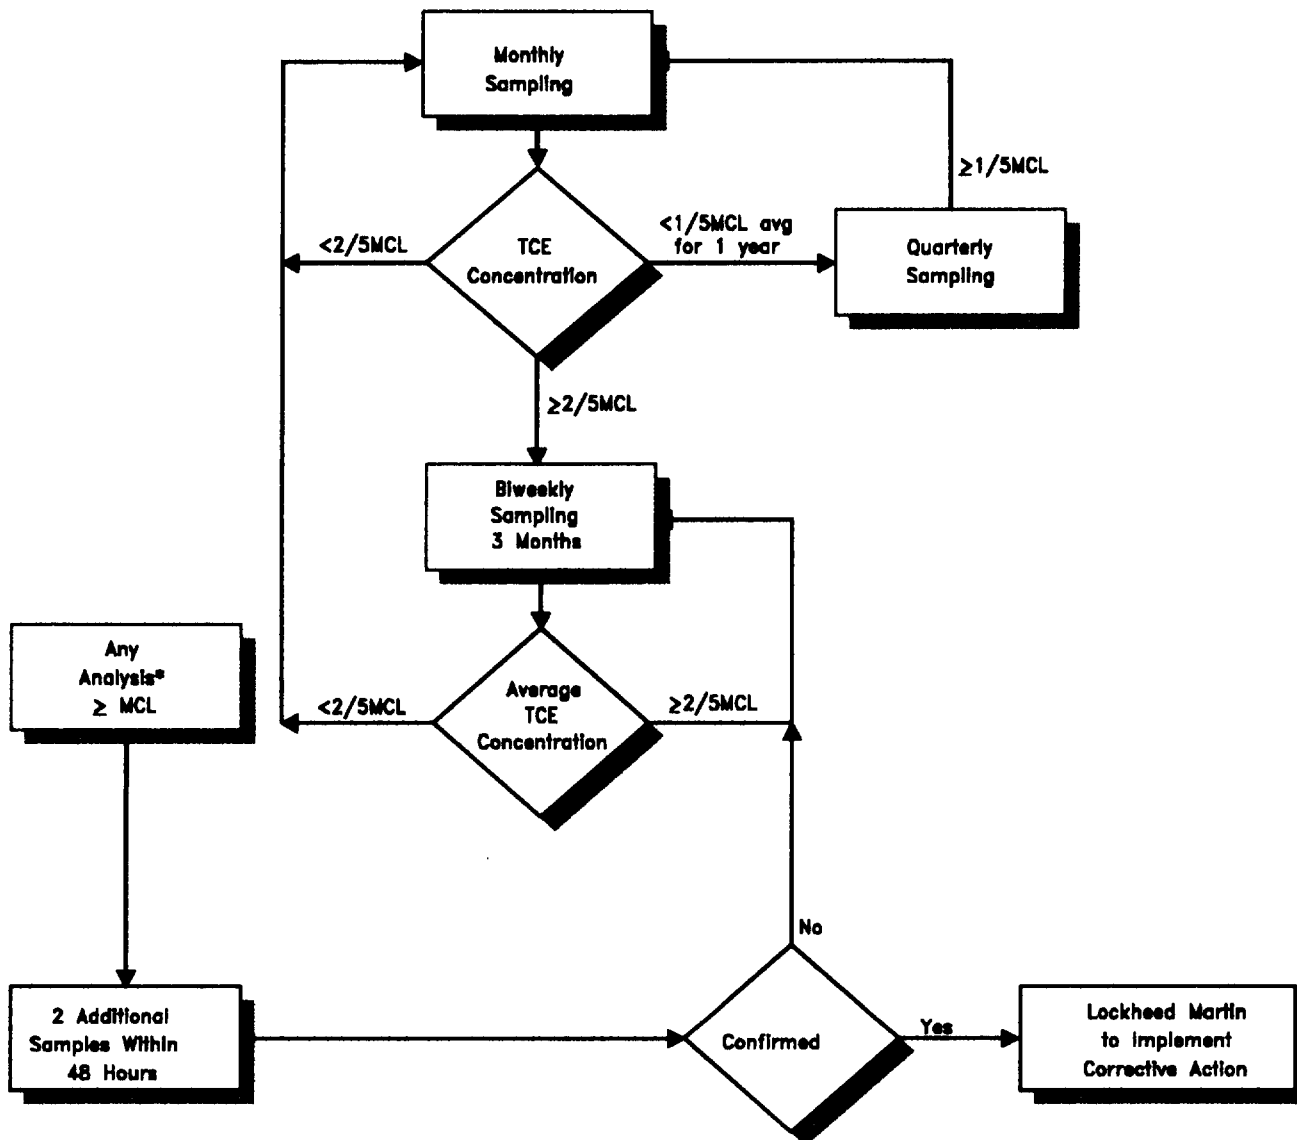 Monthly
Sampling
≥1/5MCL
<2/5MCL
TCE
Concentration
<1/5MCL avg
for 1 year
Quarterly
Sampling
≥2/5MCL
Biweekly
Sampling
3 Months
Any
Analysis*
≥ MCL
<2/5MCL
Average
TCE
Concentration
≥2/5MCL
No
2 Additional
Samples Within
48 Hours
Confirmed
Yes
Lockheed Martin
to Implement
Corrective Action